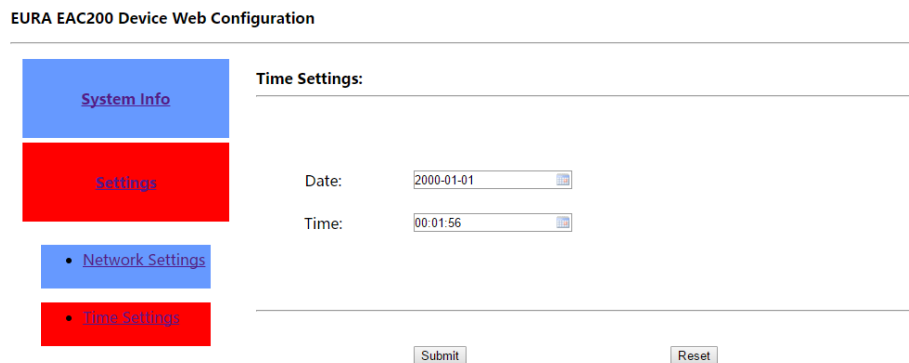 EURA EAC200 Device Web Configuration
System Info
Settings
Network Settings
Time Settings
Time Settings:
Date: 2000-01-01
Time: 00:01:56
Submit Reset